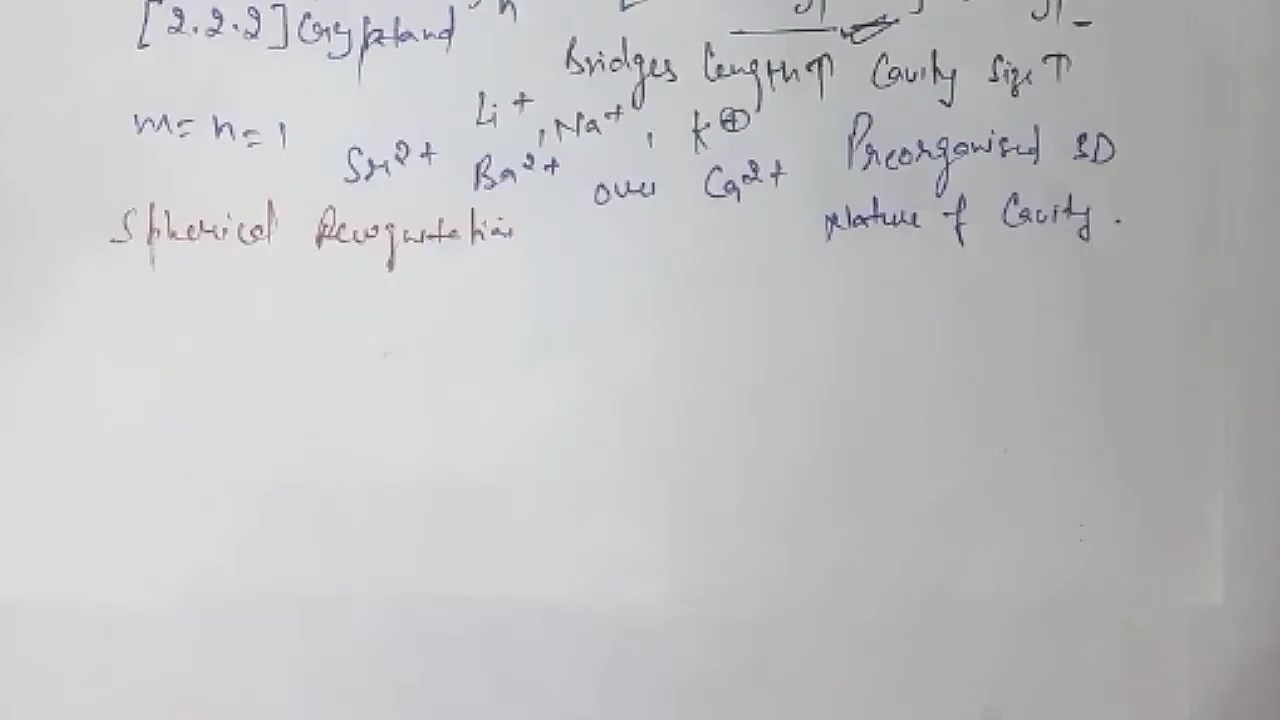 [2.2.2] Cryptand
Bridges length↑ Cavity Size↑
m = n = 1
Li+, Na+, K⊕
Sr2+ Ba2+ over Ca2+
Preorganised 3D
nature of Cavity.
Spherical Recognitation